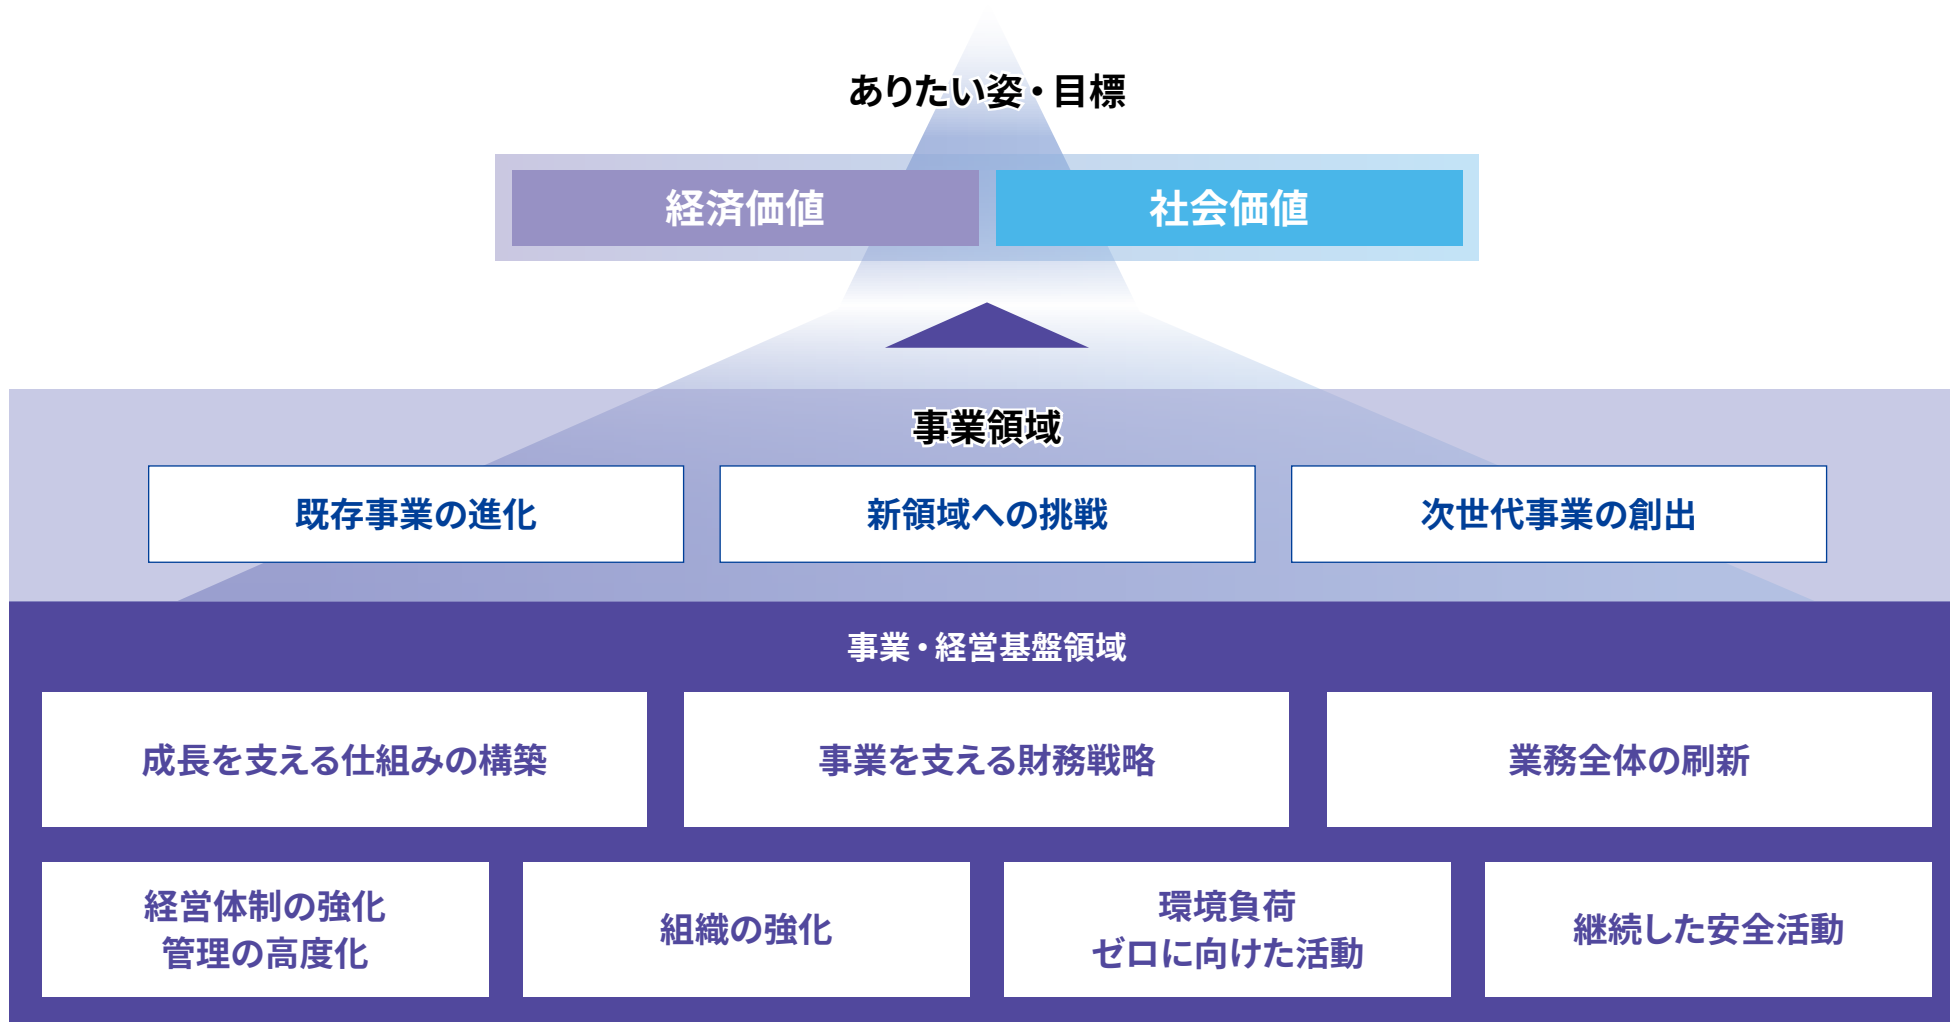 ありたい姿・目標
経済価値
社会価値
事業領域
既存事業の進化
新領域への挑戦
次世代事業の創出
事業・経営基盤領域
成長を支える仕組みの構築
事業を支える財務戦略
業務全体の刷新
経営体制の強化
管理の高度化
組織の強化
環境負荷
ゼロに向けた活動
継続した安全活動